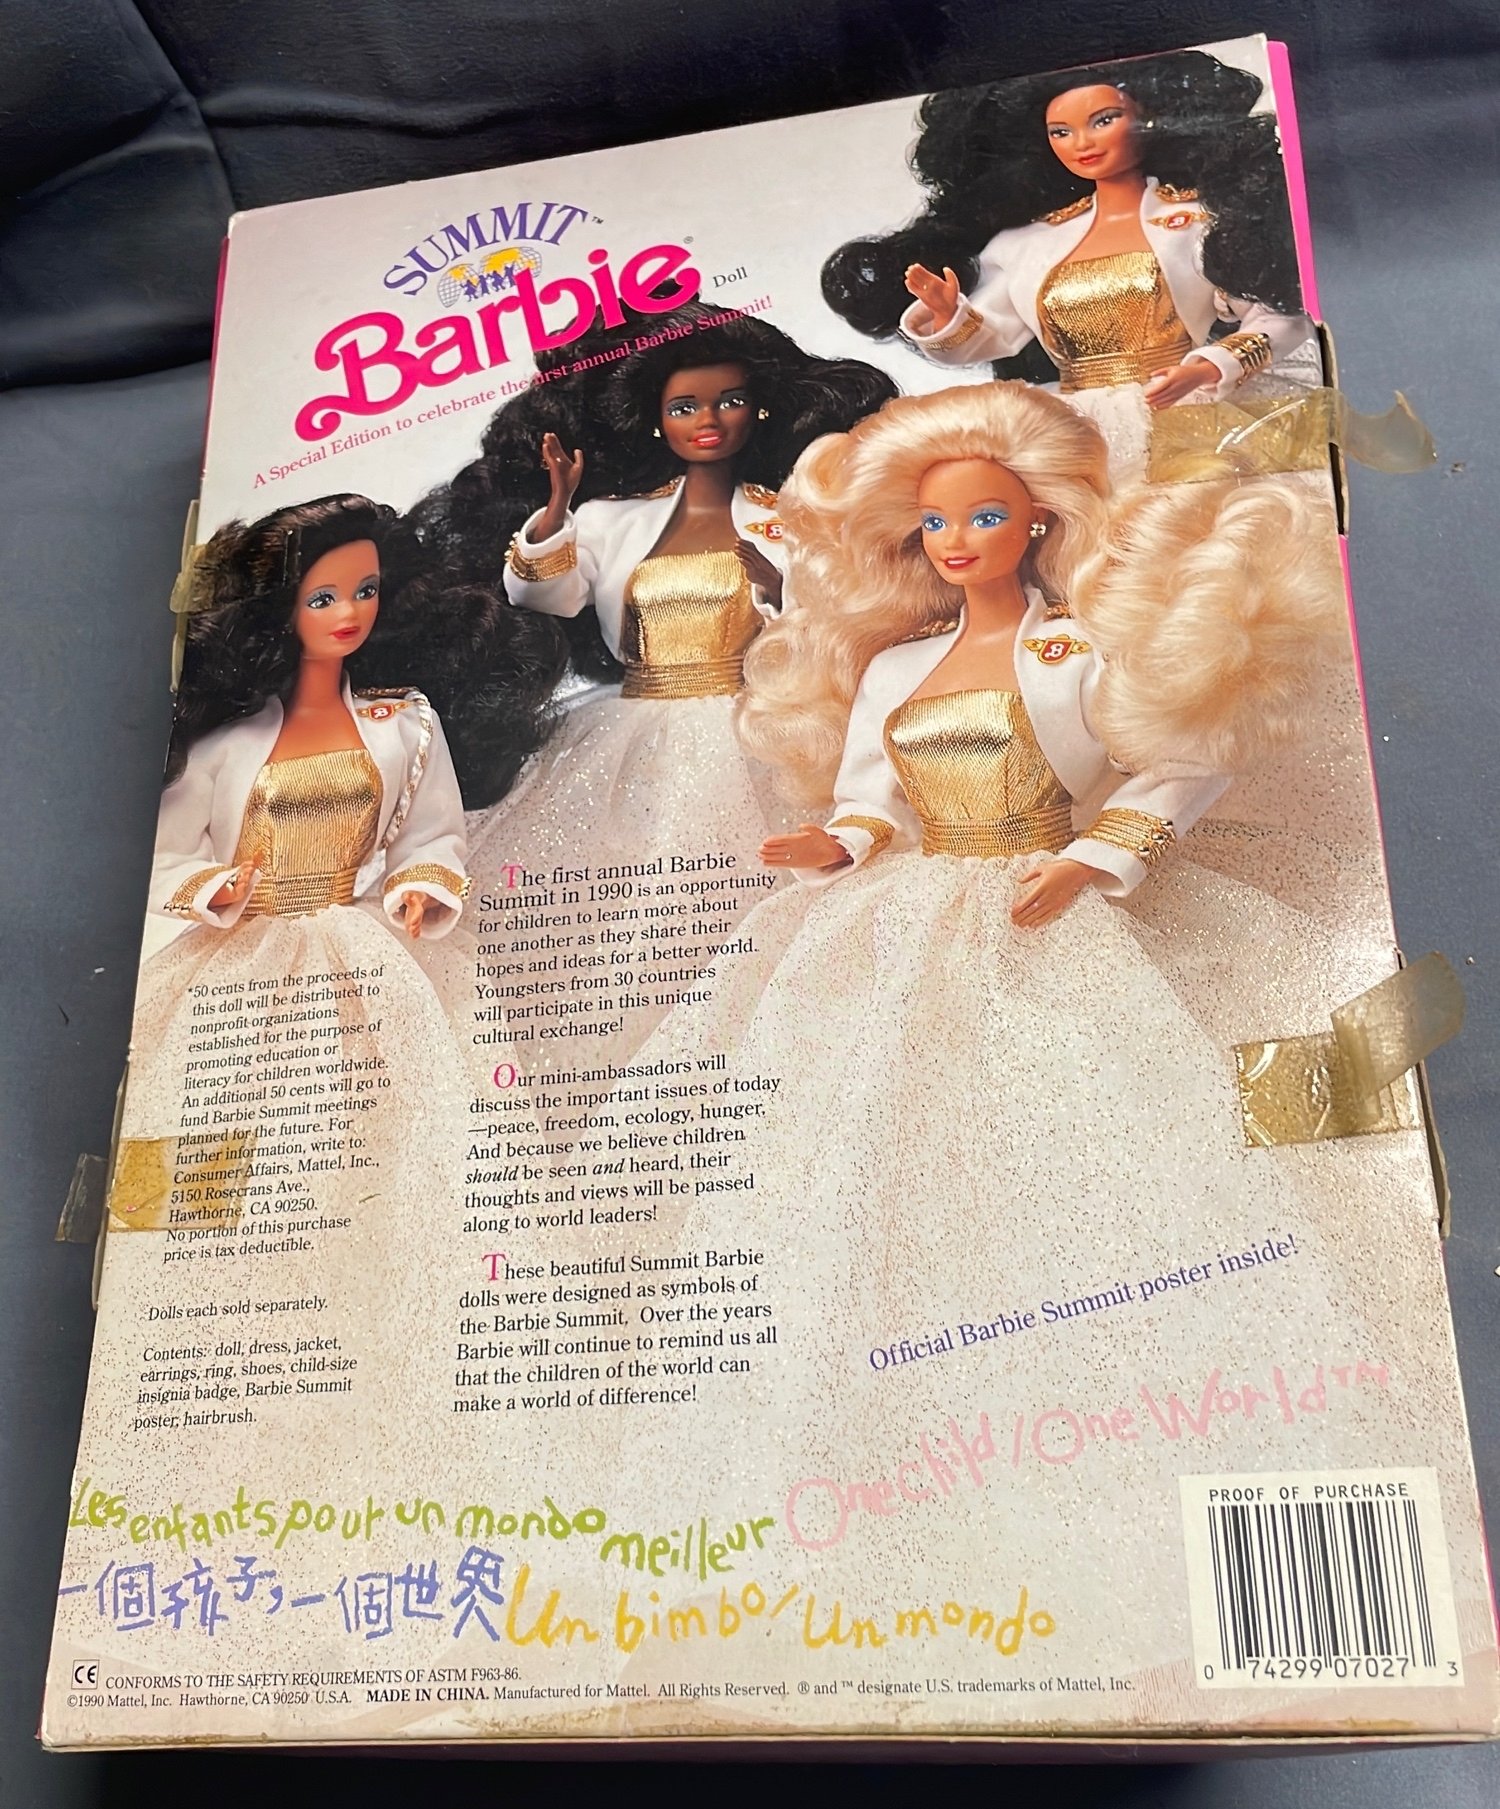 SUMMIT™
Barbie® Doll
A Special Edition to celebrate the first annual Barbie Summit!
The first annual Barbie
Summit in 1990 is an opportunity
for children to learn more about
one another as they share their
hopes and ideas for a better world.
Youngsters from 30 countries
will participate in this unique
cultural exchange!
Our mini-ambassadors will
discuss the important issues of today
—peace, freedom, ecology, hunger.
And because we believe children
should be seen and heard, their
thoughts and views will be passed
along to world leaders!
These beautiful Summit Barbie
dolls were designed as symbols of
the Barbie Summit. Over the years
Barbie will continue to remind us all
that the children of the world can
make a world of difference!
*50 cents from the proceeds of
this doll will be distributed to
nonprofit organizations
established for the purpose of
promoting education or
literacy for children worldwide.
An additional 50 cents will go to
fund Barbie Summit meetings
planned for the future. For
further information, write to:
Consumer Affairs, Mattel, Inc.,
5150 Rosecrans Ave.,
Hawthorne, CA 90250.
No portion of this purchase
price is tax deductible.
Dolls each sold separately.
Contents: doll, dress, jacket,
earrings, ring, shoes, child-size
insignia badge, Barbie Summit
poster, hairbrush.
Official Barbie Summit poster inside!
One child/One World™
Les enfants pour un mondo meilleur
一個孩子,一個世界
Un bimbo/Un mondo
PROOF OF PURCHASE
0 74299 07027 3
CE CONFORMS TO THE SAFETY REQUIREMENTS OF ASTM F963-86.
©1990 Mattel, Inc. Hawthorne, CA 90250 U.S.A. MADE IN CHINA. Manufactured for Mattel. All Rights Reserved. ® and ™ designate U.S. trademarks of Mattel, Inc.
B
B
B
B